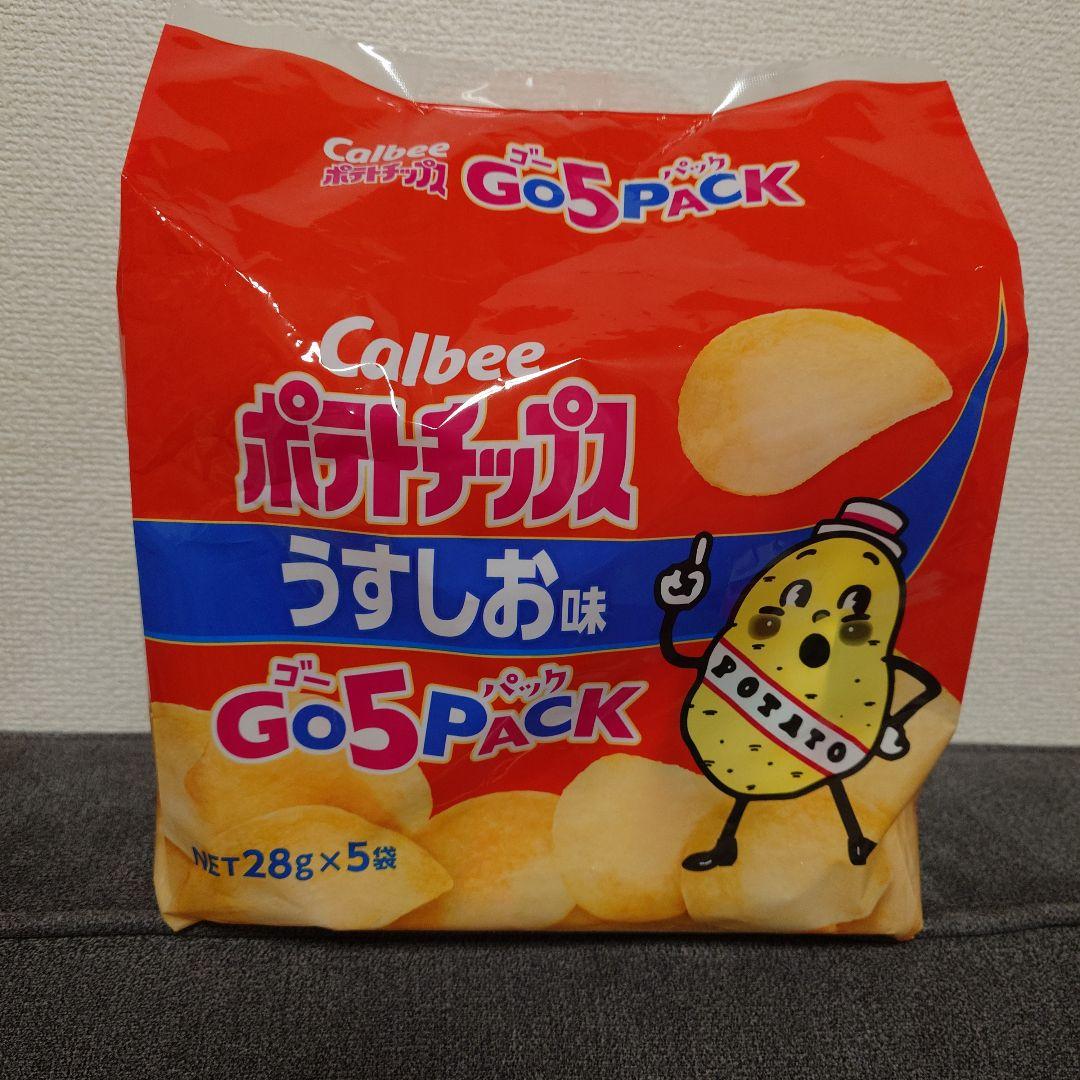 Calbee
ポテトチップス
ゴー パック
GO5PACK
Calbee
ポテトチップス
うすしお味
ゴー パック
GO5PACK
POTATO
NET28g×5袋